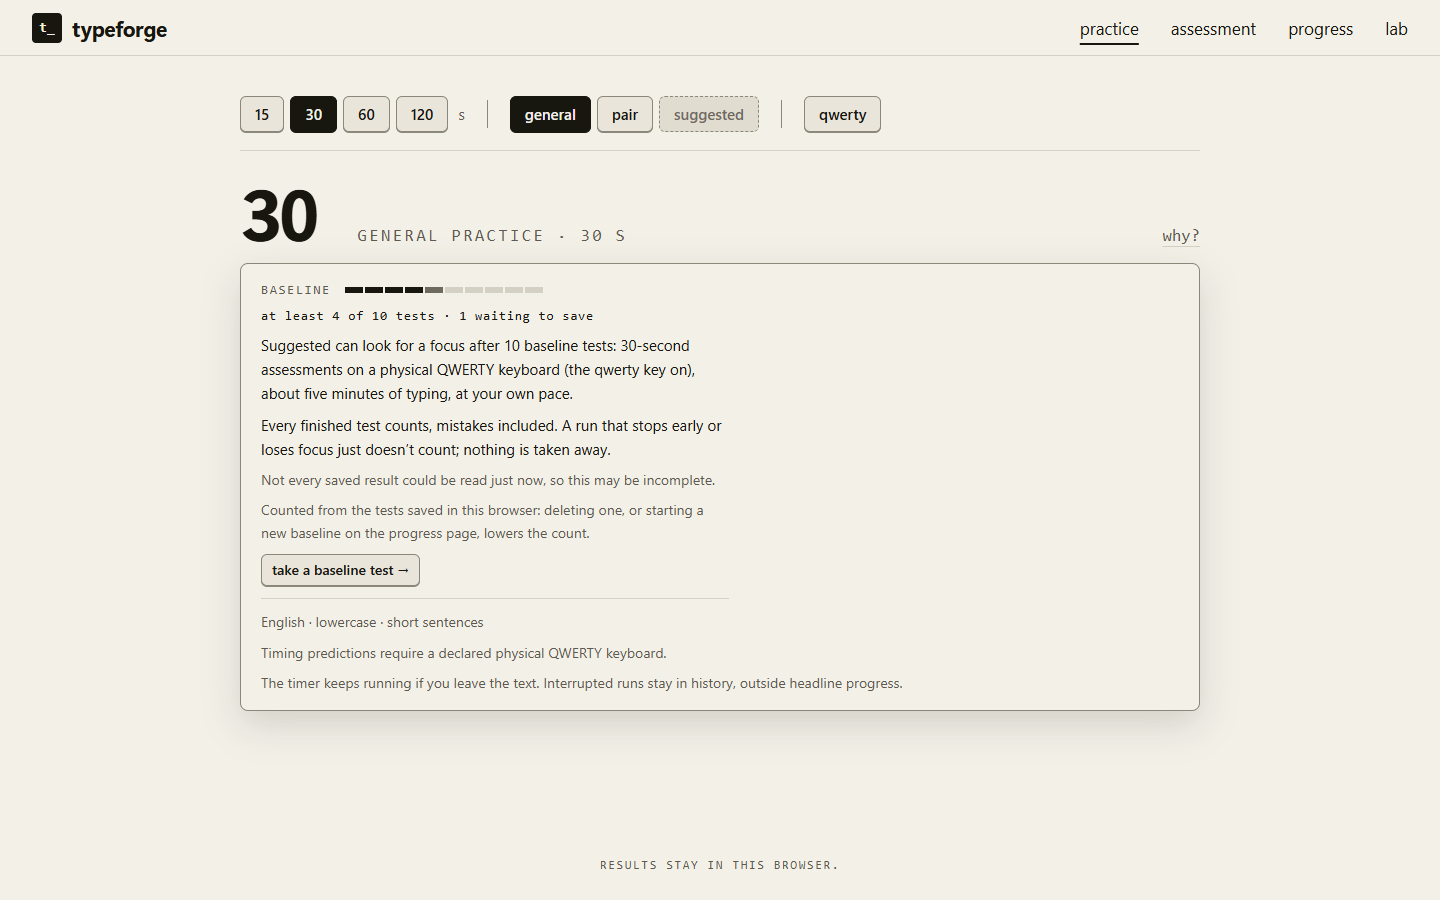 t_ typeforge
practice assessment progress lab
15 30 60 120 s general pair suggested qwerty
30 GENERAL PRACTICE · 30 S why?
BASELINE
at least 4 of 10 tests · 1 waiting to save
Suggested can look for a focus after 10 baseline tests: 30-second
assessments on a physical QWERTY keyboard (the qwerty key on),
about five minutes of typing, at your own pace.
Every finished test counts, mistakes included. A run that stops early or
loses focus just doesn’t count; nothing is taken away.
Not every saved result could be read just now, so this may be incomplete.
Counted from the tests saved in this browser: deleting one, or starting a
new baseline on the progress page, lowers the count.
take a baseline test →
English · lowercase · short sentences
Timing predictions require a declared physical QWERTY keyboard.
The timer keeps running if you leave the text. Interrupted runs stay in history, outside headline progress.
RESULTS STAY IN THIS BROWSER.